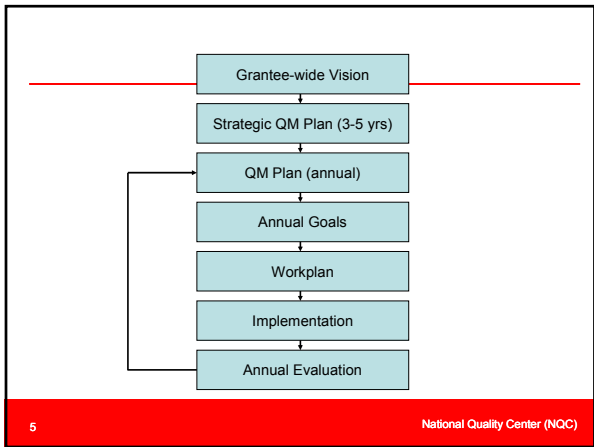 Grantee-wide Vision
Strategic QM Plan (3-5 yrs)
QM Plan (annual)
Annual Goals
Workplan
Implementation
Annual Evaluation
5
National Quality Center (NQC)